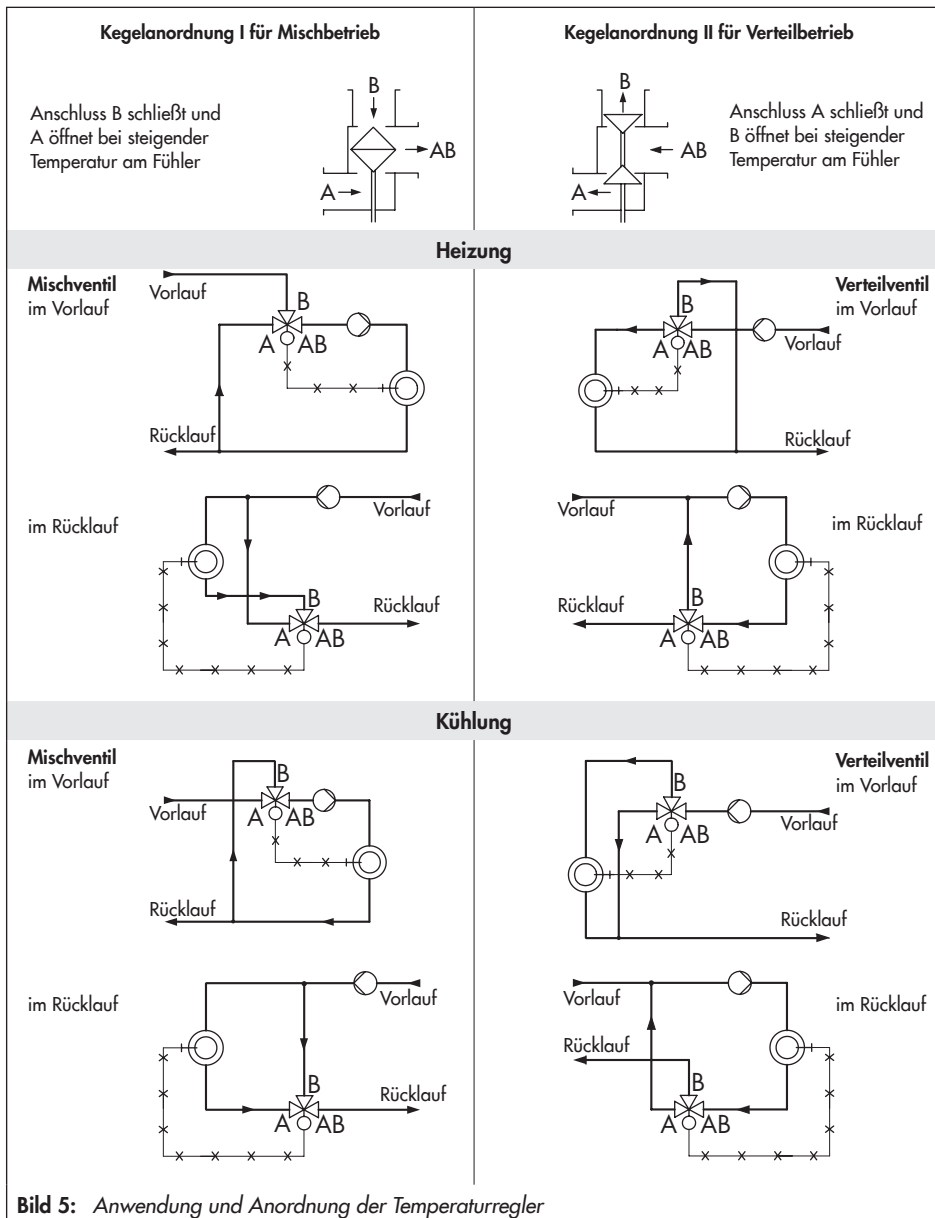 Kegelanordnung I für Mischbetrieb
Anschluss B schließt und
A öffnet bei steigender
Temperatur am Fühler
B
AB
A
Kegelanordnung II für Verteilbetrieb
B
AB
A
Anschluss A schließt und
B öffnet bei steigender
Temperatur am Fühler
Heizung
Mischventil
im Vorlauf
Vorlauf
B
A
AB
Rücklauf
Verteilventil
im Vorlauf
B
A
AB
Vorlauf
Rücklauf
im Rücklauf
Vorlauf
B
A
AB
Rücklauf
im Rücklauf
Vorlauf
Rücklauf
B
A
AB
Kühlung
Mischventil
im Vorlauf
Vorlauf
B
A
AB
Rücklauf
Verteilventil
im Vorlauf
B
A
AB
Vorlauf
Rücklauf
im Rücklauf
Vorlauf
B
A
AB
Rücklauf
im Rücklauf
Vorlauf
Rücklauf
B
A
AB
Bild 5: Anwendung und Anordnung der Temperaturregler